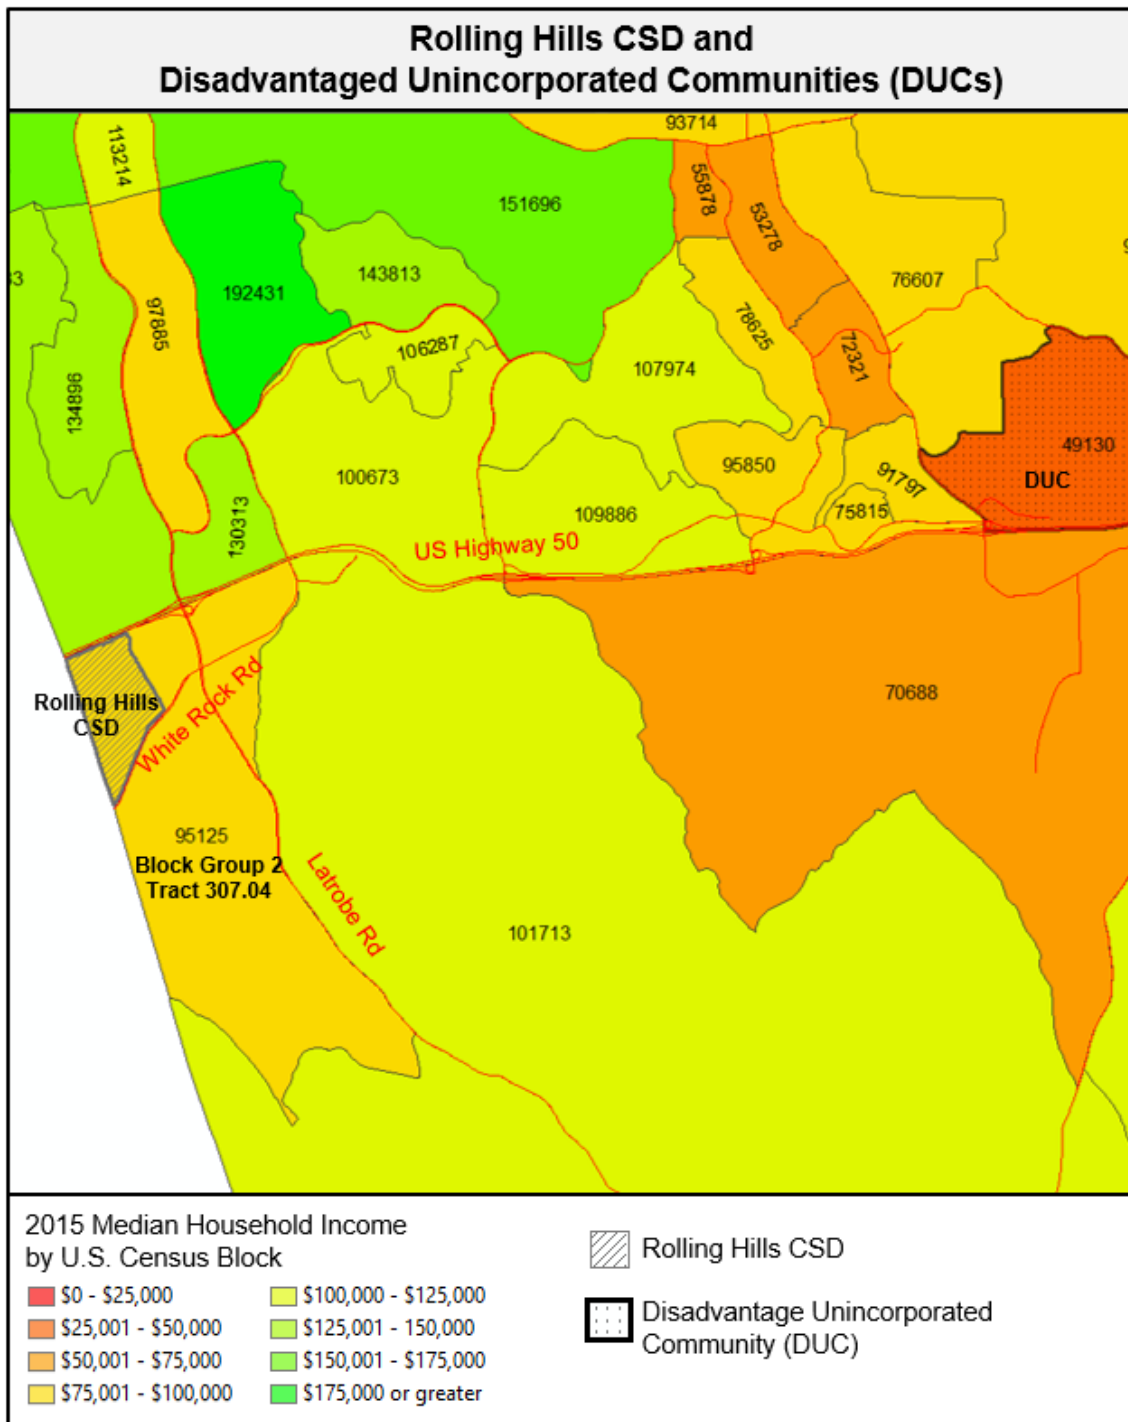 Rolling Hills CSD and
Disadvantaged Unincorporated Communities (DUCs)
93714
113214
55878
151696
53278
143813
76607
33
192431
97885
78625
106287
72321
107974
134896
49130
95850
100673
91797
DUC
109886
75815
130313
US Highway 50
70688
Rolling Hills
CSD
White Rock Rd
95125
Block Group 2
Tract 307.04
Latrobe Rd
101713
2015 Median Household Income
by U.S. Census Block
$0 - $25,000
$25,001 - $50,000
$50,001 - $75,000
$75,001 - $100,000
$100,000 - $125,000
$125,001 - 150,000
$150,001 - $175,000
$175,000 or greater
Rolling Hills CSD
Disadvantage Unincorporated
Community (DUC)